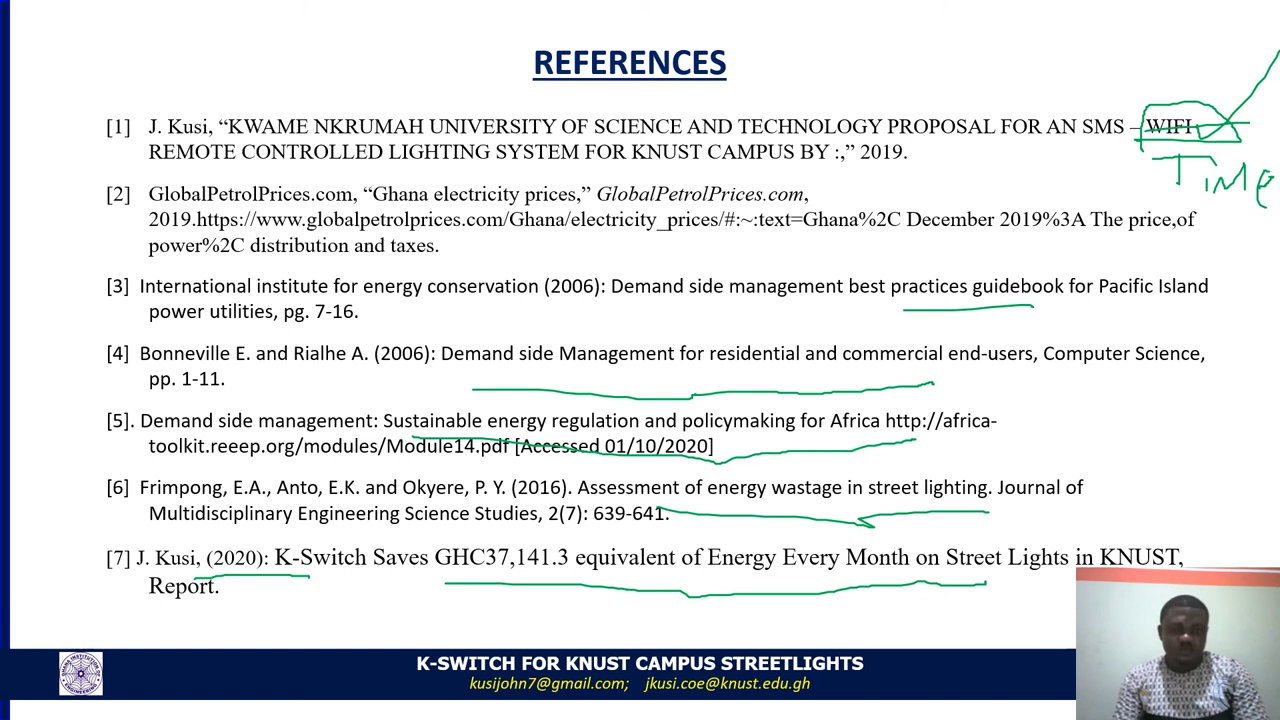 REFERENCES
[1] J. Kusi, “KWAME NKRUMAH UNIVERSITY OF SCIENCE AND TECHNOLOGY PROPOSAL FOR AN SMS – WIFI
REMOTE CONTROLLED LIGHTING SYSTEM FOR KNUST CAMPUS BY :,” 2019.
TIME
[2] GlobalPetrolPrices.com, “Ghana electricity prices,” GlobalPetrolPrices.com,
2019.https://www.globalpetrolprices.com/Ghana/electricity_prices/#:~:text=Ghana%2C December 2019%3A The price,of
power%2C distribution and taxes.
[3] International institute for energy conservation (2006): Demand side management best practices guidebook for Pacific Island
power utilities, pg. 7-16.
[4] Bonneville E. and Rialhe A. (2006): Demand side Management for residential and commercial end-users, Computer Science,
pp. 1-11.
[5]. Demand side management: Sustainable energy regulation and policymaking for Africa http://africa-
toolkit.reeep.org/modules/Module14.pdf [Accessed 01/10/2020]
[6] Frimpong, E.A., Anto, E.K. and Okyere, P. Y. (2016). Assessment of energy wastage in street lighting. Journal of
Multidisciplinary Engineering Science Studies, 2(7): 639-641.
[7] J. Kusi, (2020): K-Switch Saves GHC37,141.3 equivalent of Energy Every Month on Street Lights in KNUST,
Report.
K-SWITCH FOR KNUST CAMPUS STREETLIGHTS
kusijohn7@gmail.com; jkusi.coe@knust.edu.gh